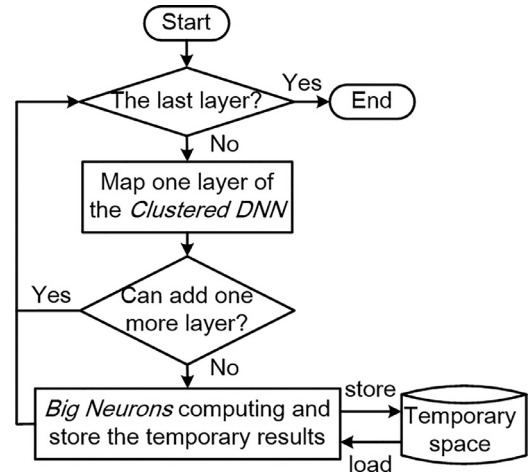 Start
The last layer?
Yes
End
No
Map one layer of
the Clustered DNN
Yes
Can add one
more layer?
No
Big Neurons computing and
store the temporary results
store
Temporary
space
load